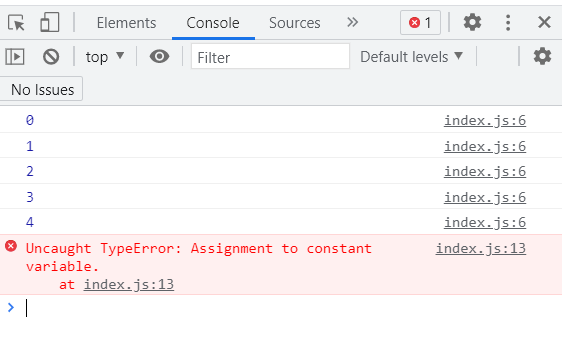 Elements Console Sources » 1
top ▼ Filter Default levels ▼
No Issues
0 index.js:6
1 index.js:6
2 index.js:6
3 index.js:6
4 index.js:6
Uncaught TypeError: Assignment to constant index.js:13
variable.
at index.js:13
>